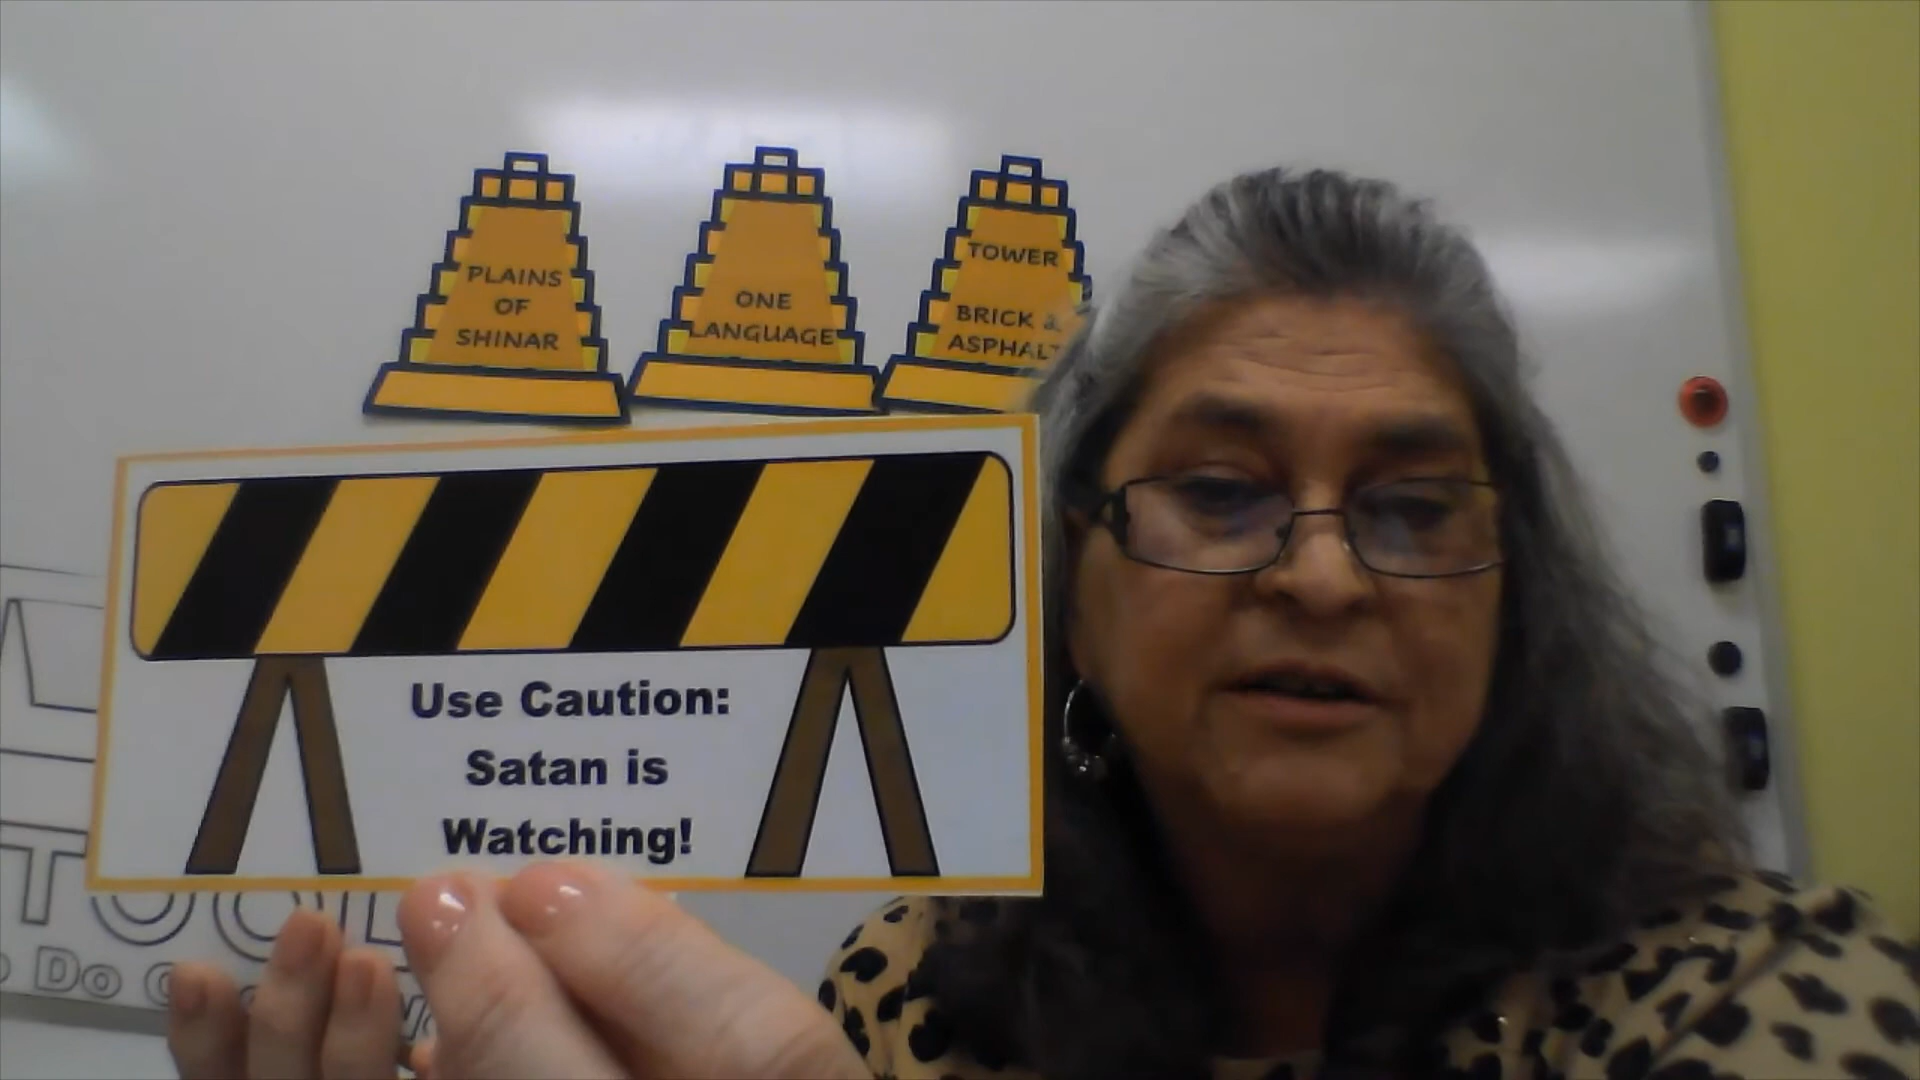 PLAINS
OF
SHINAR
ONE
LANGUAGE
TOWER
BRICK &
ASPHALT
Use Caution:
Satan is
Watching!
Do